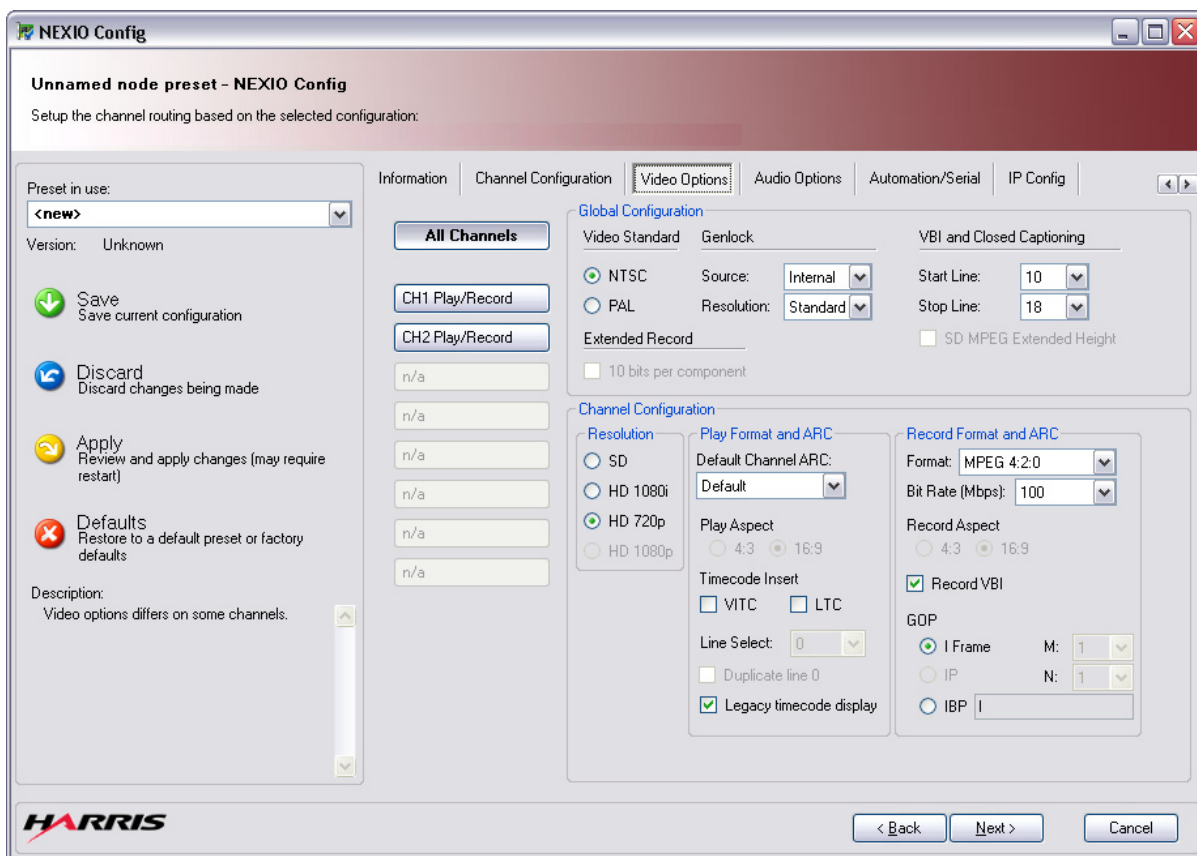 NEXIO Config
Unnamed node preset - NEXIO Config
Setup the channel routing based on the selected configuration:
Preset in use:
<new>
Version: Unknown
Save
Save current configuration
Discard
Discard changes being made
Apply
Review and apply changes (may require
restart)
Defaults
Restore to a default preset or factory
defaults
Description:
Video options differs on some channels.
Information
Channel Configuration
Video Options
Audio Options
Automation/Serial
IP Config
All Channels
CH1 Play/Record
CH2 Play/Record
n/a
n/a
n/a
n/a
n/a
n/a
Global Configuration
Video Standard
NTSC
PAL
Extended Record
10 bits per component
Genlock
Source: Internal
Resolution: Standard
VBI and Closed Captioning
Start Line: 10
Stop Line: 18
SD MPEG Extended Height
Channel Configuration
Resolution
SD
HD 1080i
HD 720p
HD 1080p
Play Format and ARC
Default Channel ARC:
Default
Play Aspect
4:3 16:9
Timecode Insert
VITC LTC
Line Select: 0
Duplicate line 0
Legacy timecode display
Record Format and ARC
Format: MPEG 4:2:0
Bit Rate (Mbps): 100
Record Aspect
4:3 16:9
Record VBI
GOP
I Frame M: 1
IP N: 1
IBP I
HARRIS
< Back
Next >
Cancel